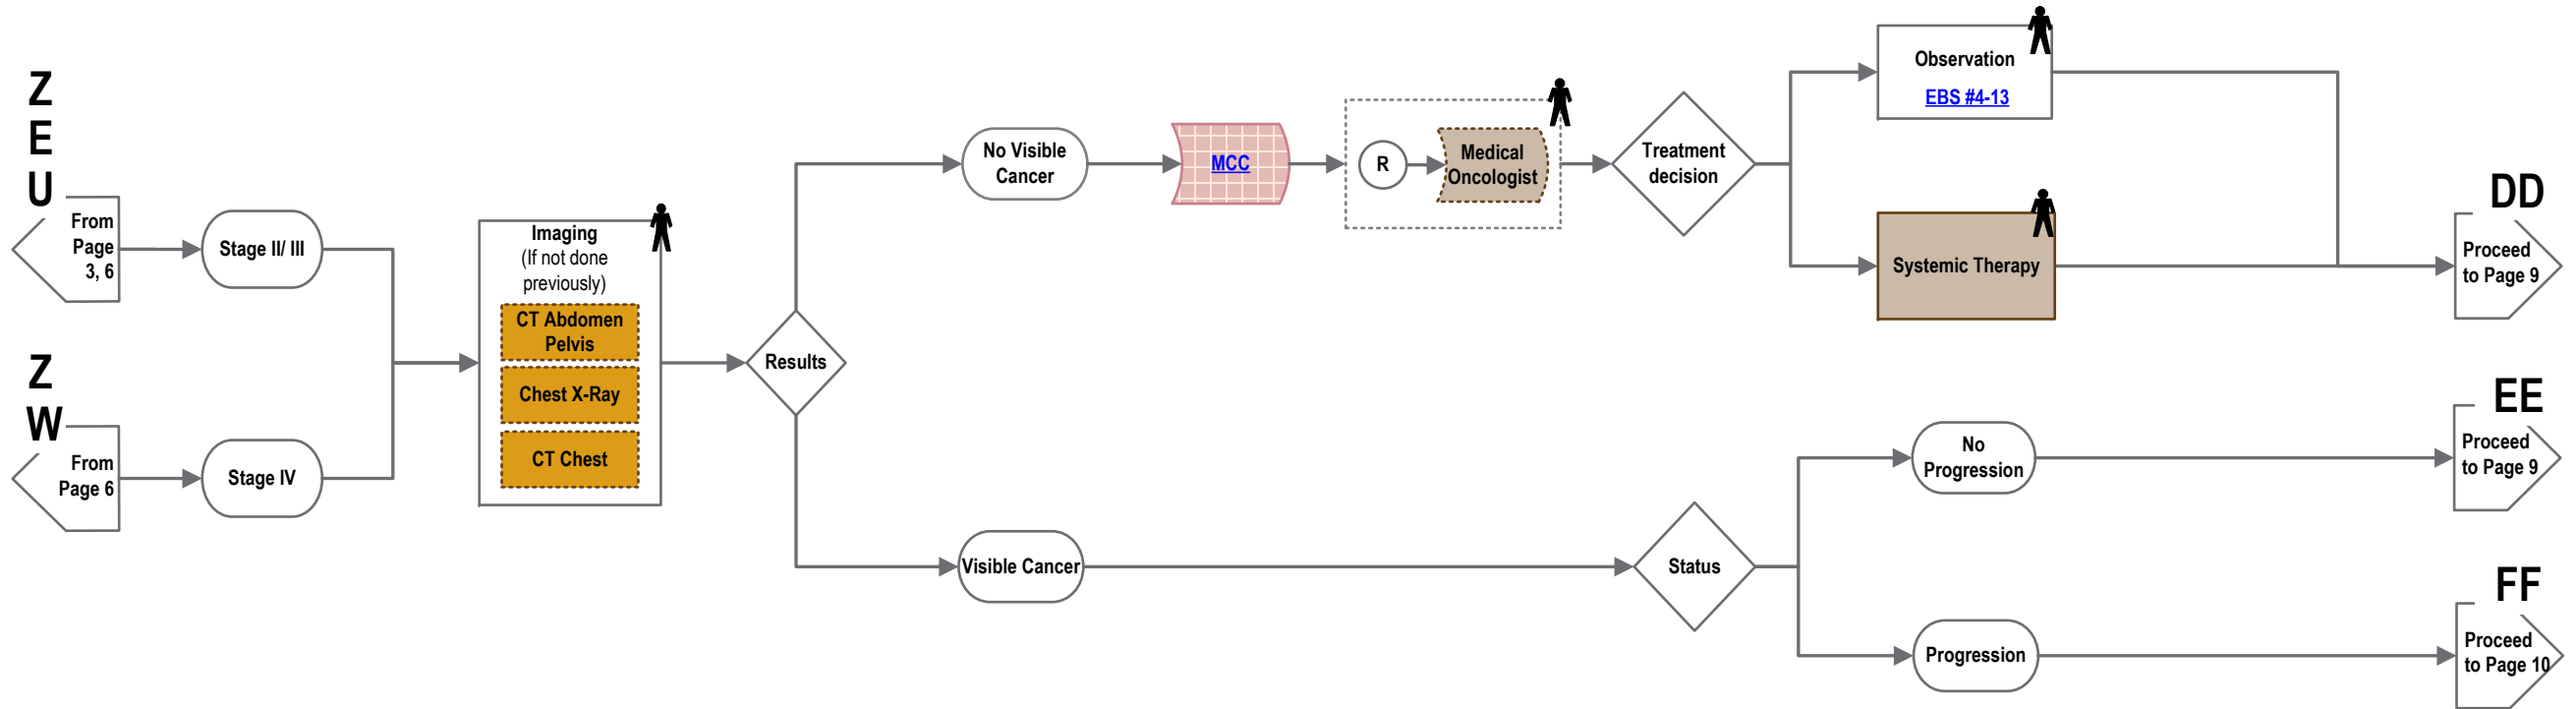 Z
E
U
From
Page
3, 6
Stage II/ III
Z
W
From
Page 6
Stage IV
Imaging
(If not done
previously)
CT Abdomen
Pelvis
Chest X-Ray
CT Chest
Results
No Visible
Cancer
MCC
R
Medical
Oncologist
Treatment
decision
Observation
EBS #4-13
Systemic Therapy
DD
Proceed
to Page 9
Visible Cancer
Status
No
Progression
EE
Proceed
to Page 9
Progression
FF
Proceed
to Page 10